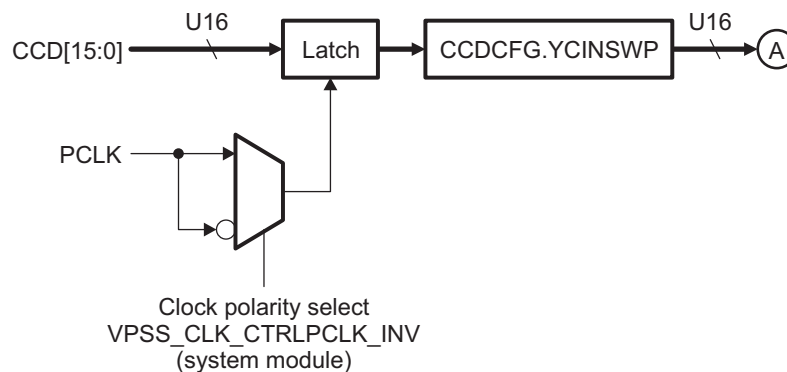 U16
U16
CCD[15:0]
Latch
CCDCFG.YCINSWP
A
PCLK
Clock polarity select
VPSS_CLK_CTRLPCLK_INV
(system module)